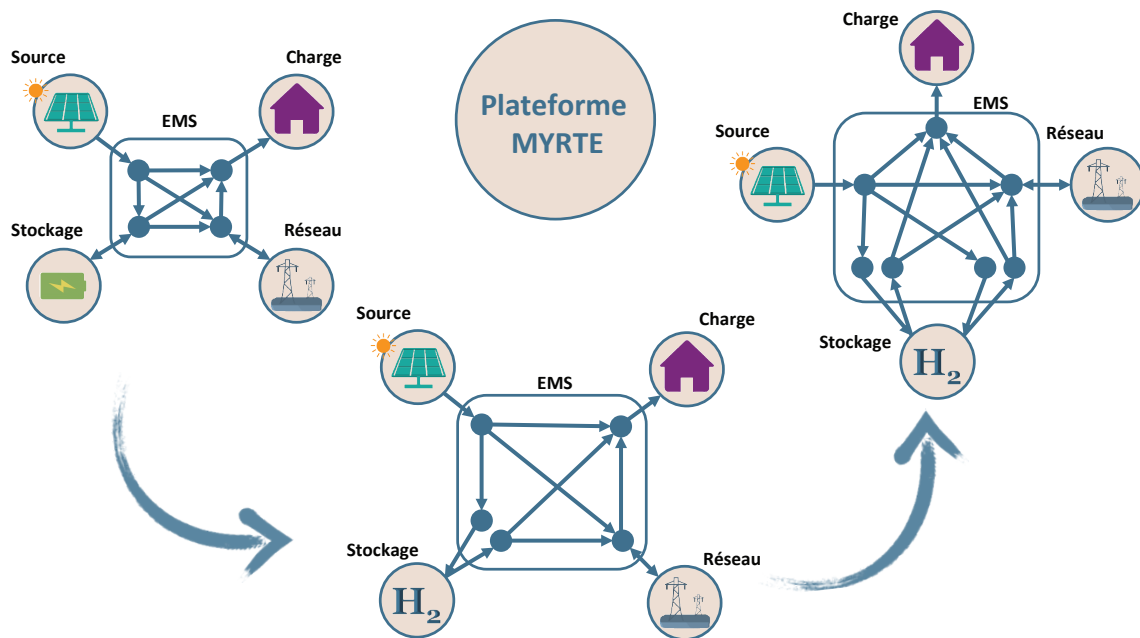 Source
Charge
EMS
Stockage
Réseau
Plateforme
MYRTE
Charge
EMS
Source
Réseau
Stockage
H₂
Source
Charge
EMS
Stockage
Réseau
H₂